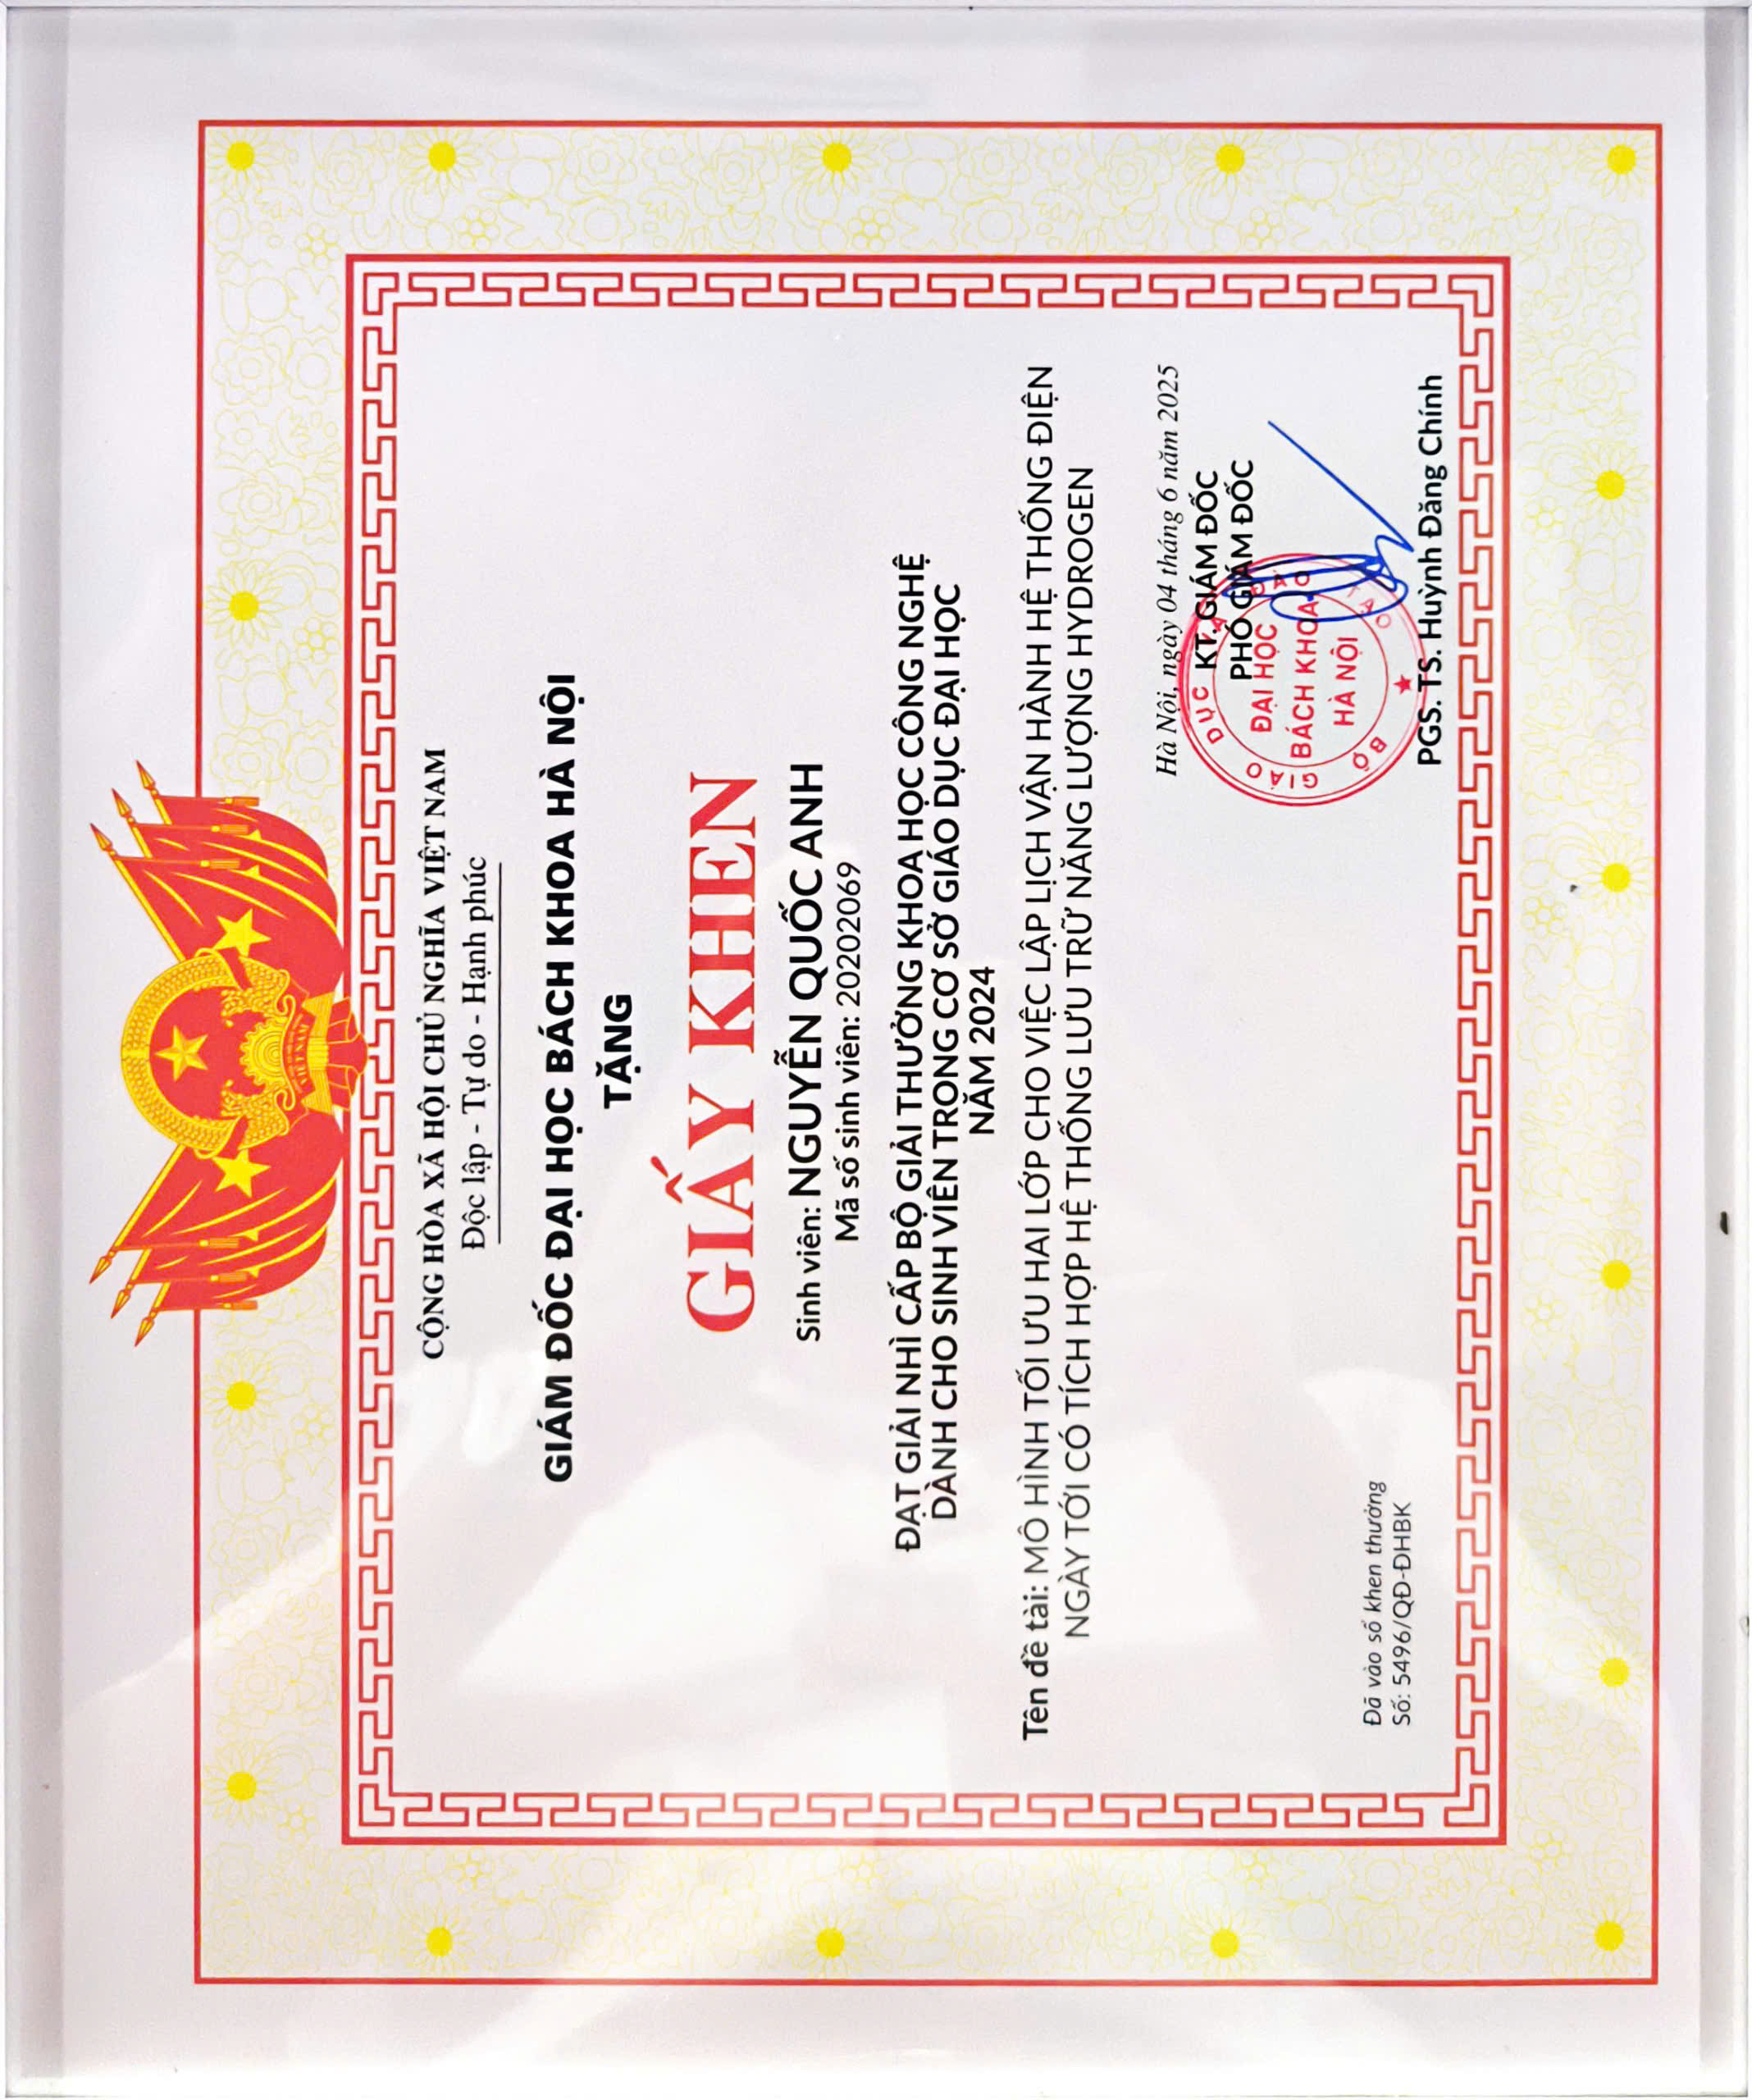 VIỆT NAM
CỘNG HÒA XÃ HỘI CHỦ NGHĨA VIỆT NAM
Độc lập - Tự do - Hạnh phúc
GIÁM ĐỐC ĐẠI HỌC BÁCH KHOA HÀ NỘI
TẶNG
GIẤY KHEN
Sinh viên: NGUYỄN QUỐC ANH
Mã số sinh viên: 20202069
ĐẠT GIẢI NHÌ CẤP BỘ GIẢI THƯỞNG KHOA HỌC CÔNG NGHỆ
DÀNH CHO SINH VIÊN TRONG CƠ SỞ GIÁO DỤC ĐẠI HỌC
NĂM 2024
Tên đề tài: MÔ HÌNH TỐI ƯU HAI LỚP CHO VIỆC LẬP LỊCH VẬN HÀNH HỆ THỐNG ĐIỆN
NGÀY TỚI CÓ TÍCH HỢP HỆ THỐNG LƯU TRỮ NĂNG LƯỢNG HYDROGEN
Hà Nội, ngày 04 tháng 6 năm 2025
KT. GIÁM ĐỐC
PHÓ GIÁM ĐỐC
BỘ GIÁO DỤC VÀ ĐÀO TẠO
ĐẠI HỌC
BÁCH KHOA
HÀ NỘI
Đã vào sổ khen thưởng
Số: 5496/QĐ-ĐHBK
PGS. TS. Huỳnh Đăng Chính